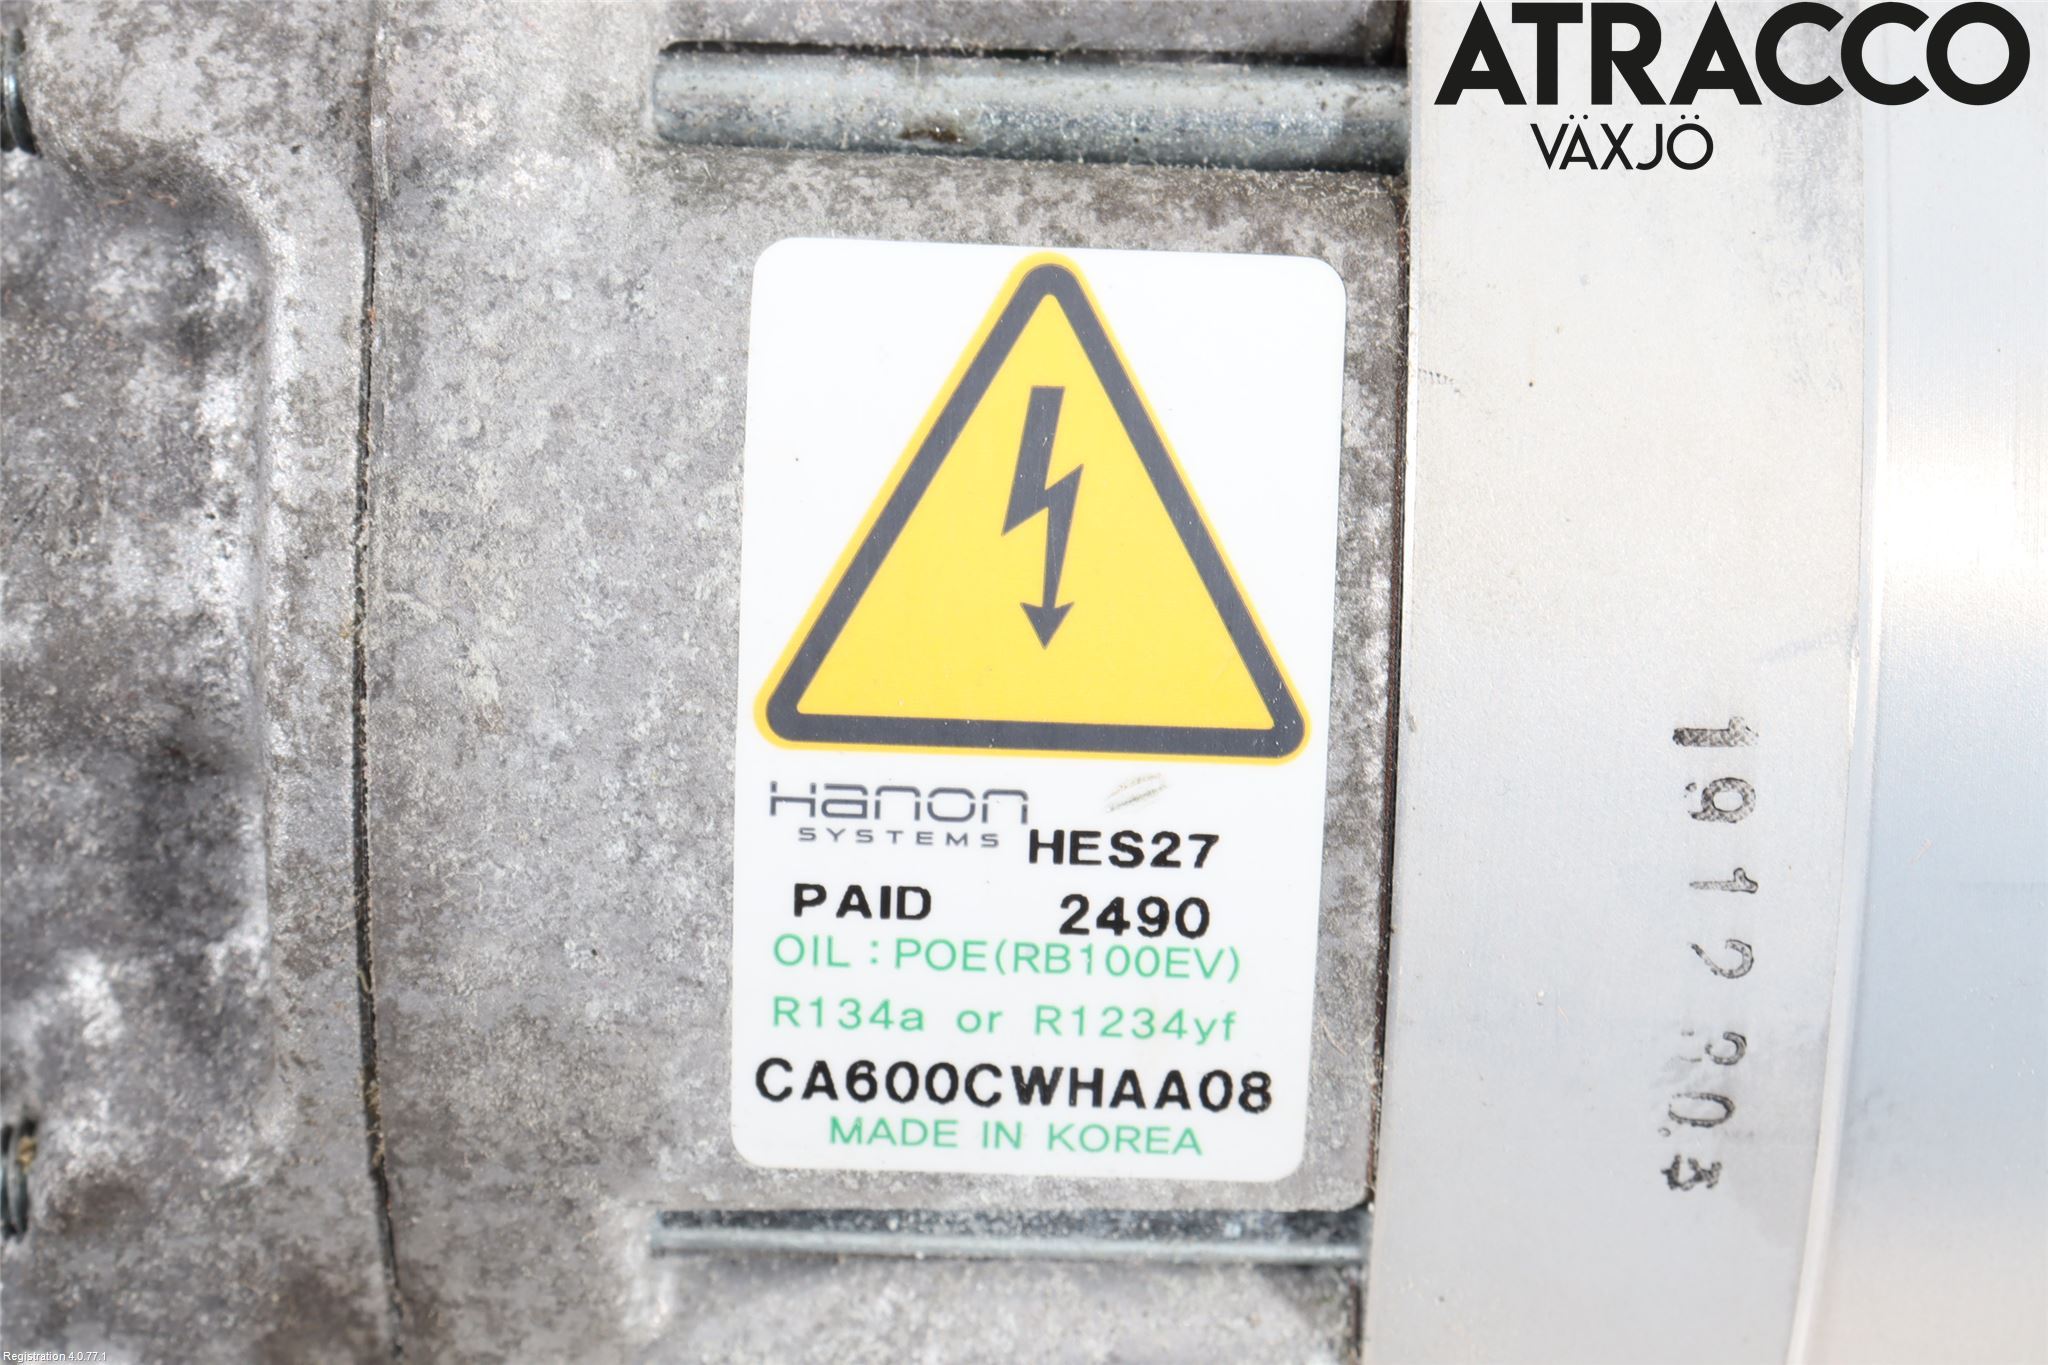 ATRACCO
VÄXJÖ
Hanon
SYSTEMS
HES27
PAID 2490
OIL : POE(RB100EV)
R134a or R1234yf
CA600CWHAA08
MADE IN KOREA
Registration 4.0.77.1